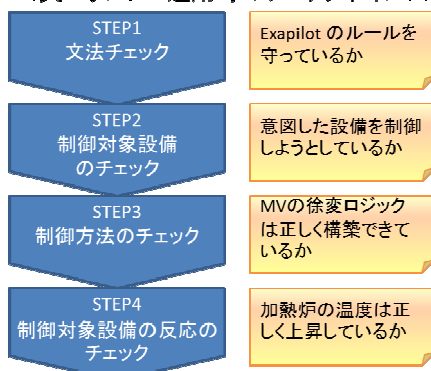 STEP1
文法チェック
Exapilot のルールを
守っているか
STEP2
制御対象設備
のチェック
意図した設備を制御
しようとしているか
STEP3
制御方法のチェック
MVの徐変ロジック
は正しく構築できて
いるか
STEP4
制御対象設備の反応の
チェック
加熱炉の温度は正
しく上昇しているか